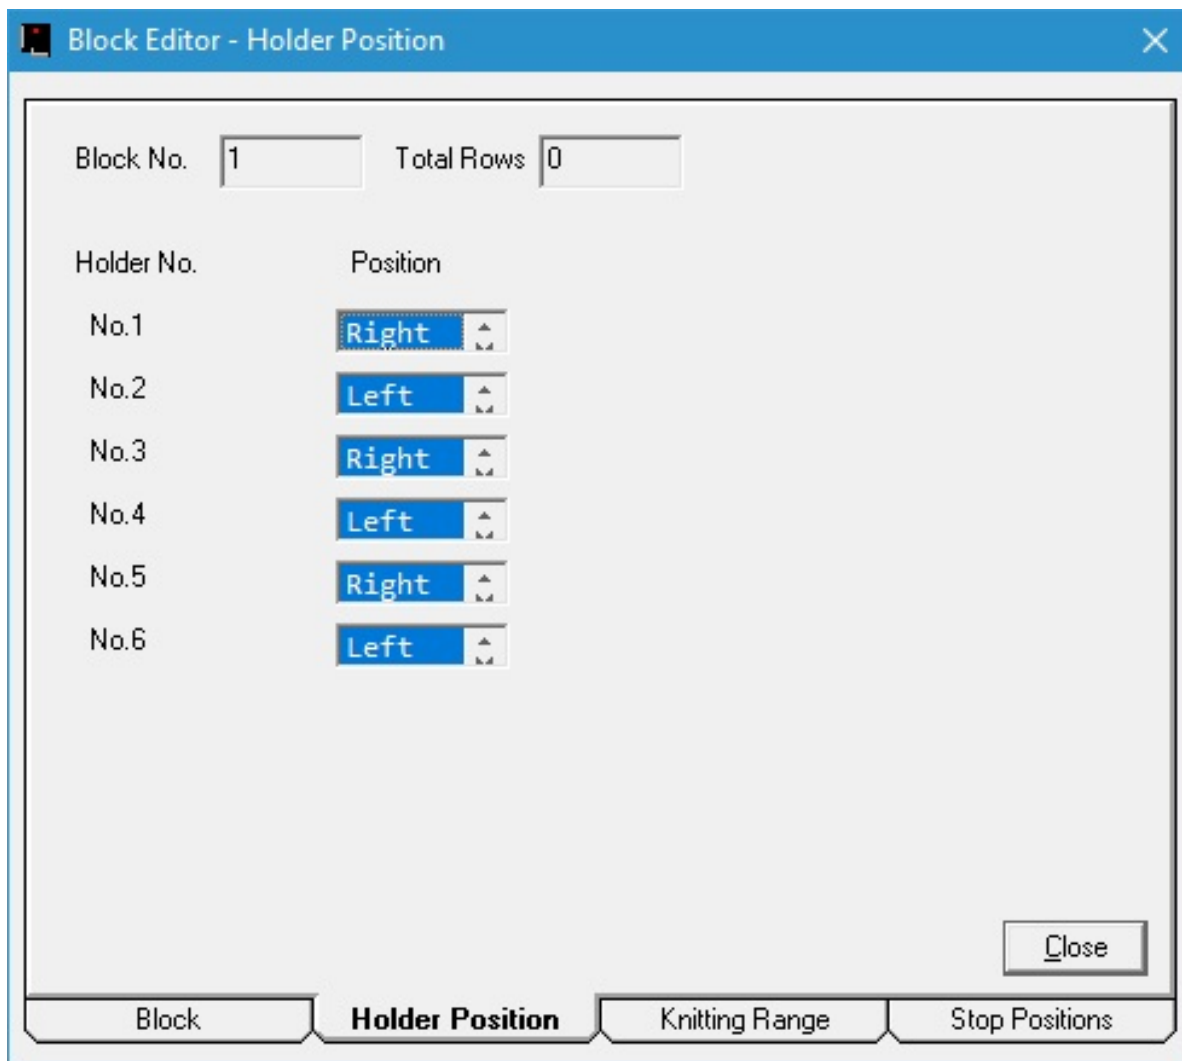 Block Editor - Holder Position
Block No. 1 Total Rows 0
Holder No. Position
No.1 Right
No.2 Left
No.3 Right
No.4 Left
No.5 Right
No.6 Left
Close
Block Holder Position Knitting Range Stop Positions